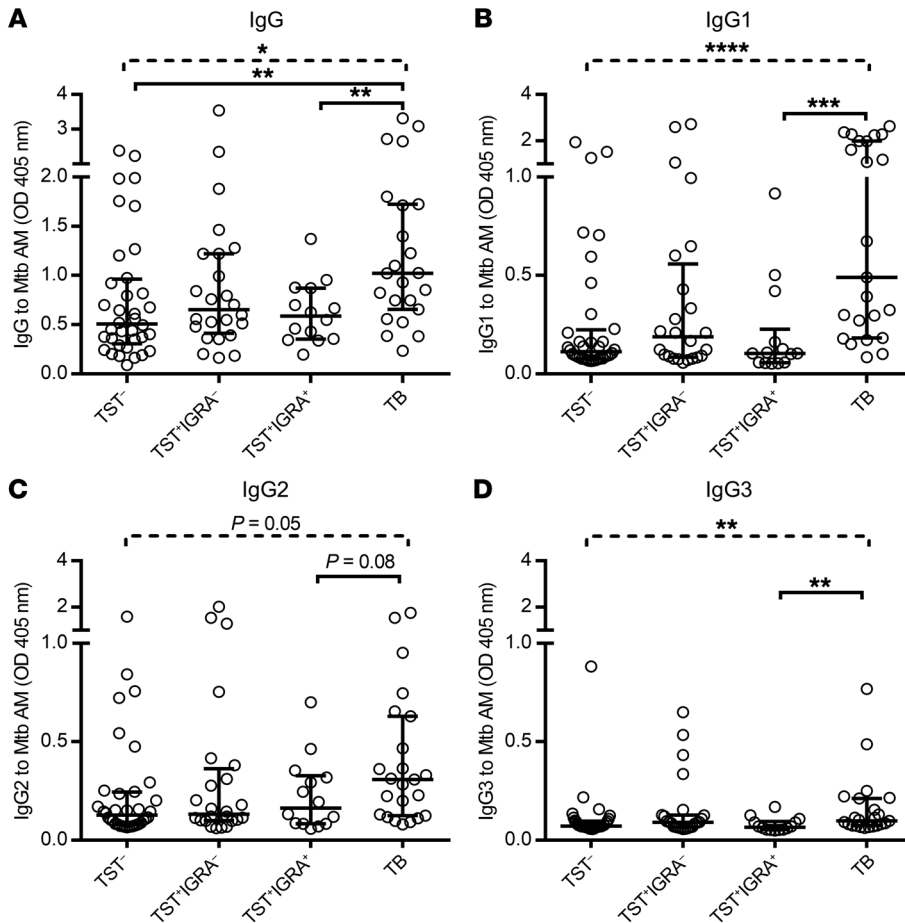 A
IgG
*
**
**
IgG to Mtb AM (OD 405 nm)
4
3
2.0
1.5
1.0
0.5
0.0
TST⁻
TST⁺IGRA⁻
TST⁺IGRA⁺
TB
B
IgG1
****
***
IgG1 to Mtb AM (OD 405 nm)
4
2
1.0
0.5
0.0
TST⁻
TST⁺IGRA⁻
TST⁺IGRA⁺
TB
C
IgG2
P = 0.05
P = 0.08
IgG2 to Mtb AM (OD 405 nm)
4
2
1.0
0.5
0.0
TST⁻
TST⁺IGRA⁻
TST⁺IGRA⁺
TB
D
IgG3
**
**
IgG3 to Mtb AM (OD 405 nm)
4
2
1.0
0.5
0.0
TST⁻
TST⁺IGRA⁻
TST⁺IGRA⁺
TB